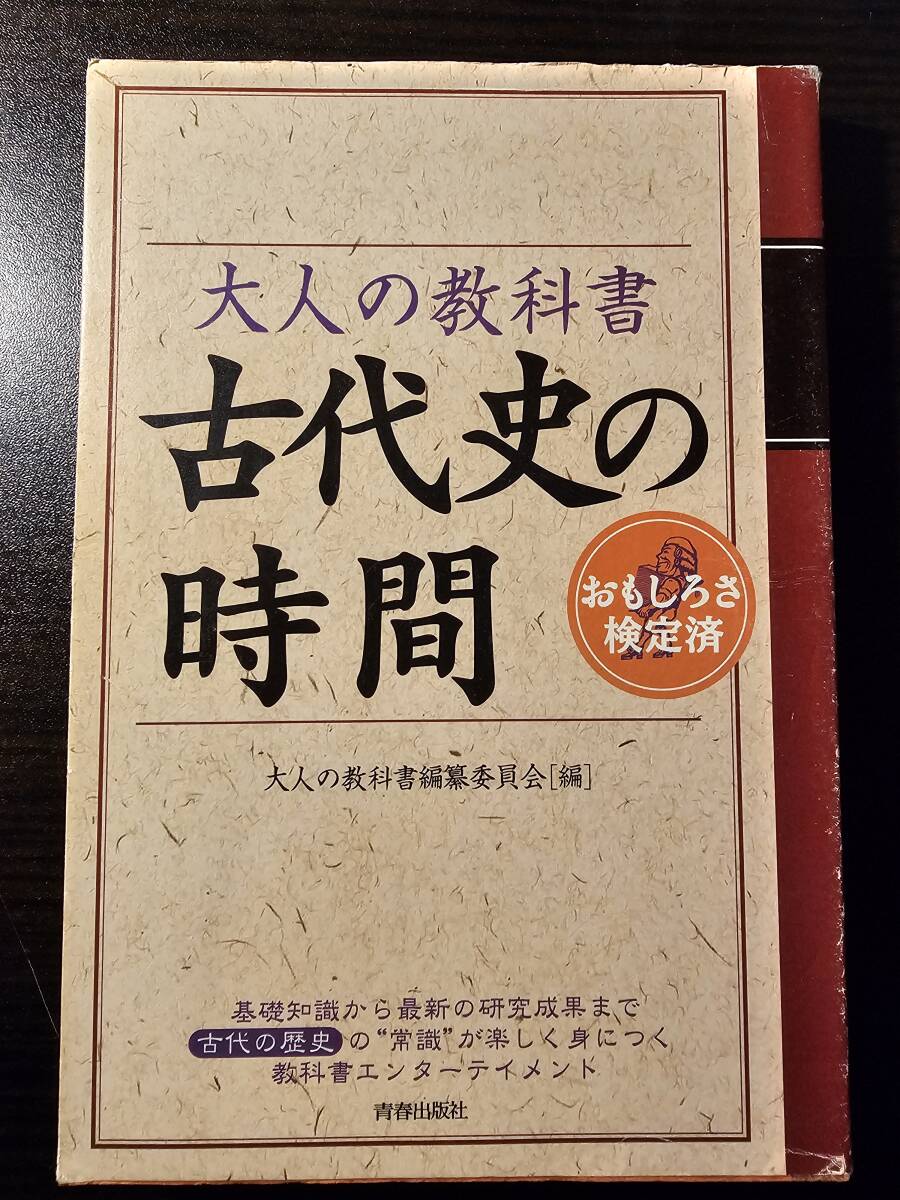 大人の教科書
古代史の
時間
おもしろさ
検定済
大人の教科書編纂委員会[編]
基礎知識から最新の研究成果まで
古代の歴史の“常識”が楽しく身につく
教科書エンターテイメント
青春出版社